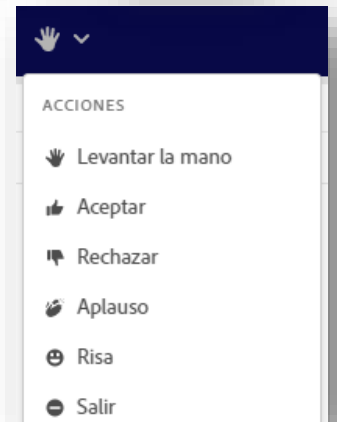 ACCIONES
Levantar la mano
Aceptar
Rechazar
Aplauso
Risa
Salir